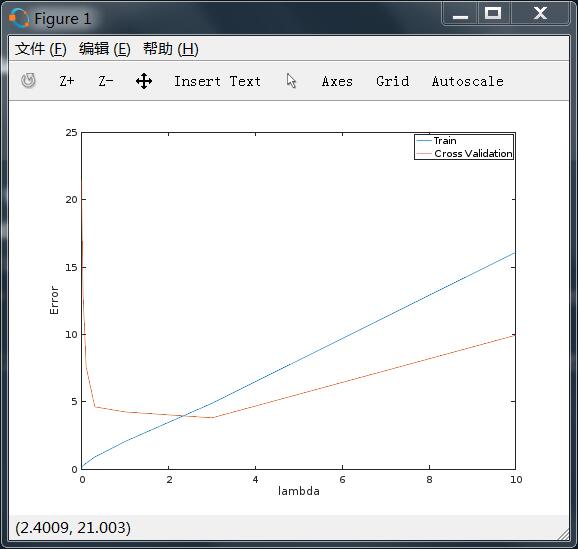 Figure 1
文件 (F) 编辑 (E) 帮助 (H)
Z+ Z- Insert Text Axes Grid Autoscale
25
20
15
10
5
0
Error
Train
Cross Validation
0 2 4 6 8 10
lambda
(2.4009, 21.003)